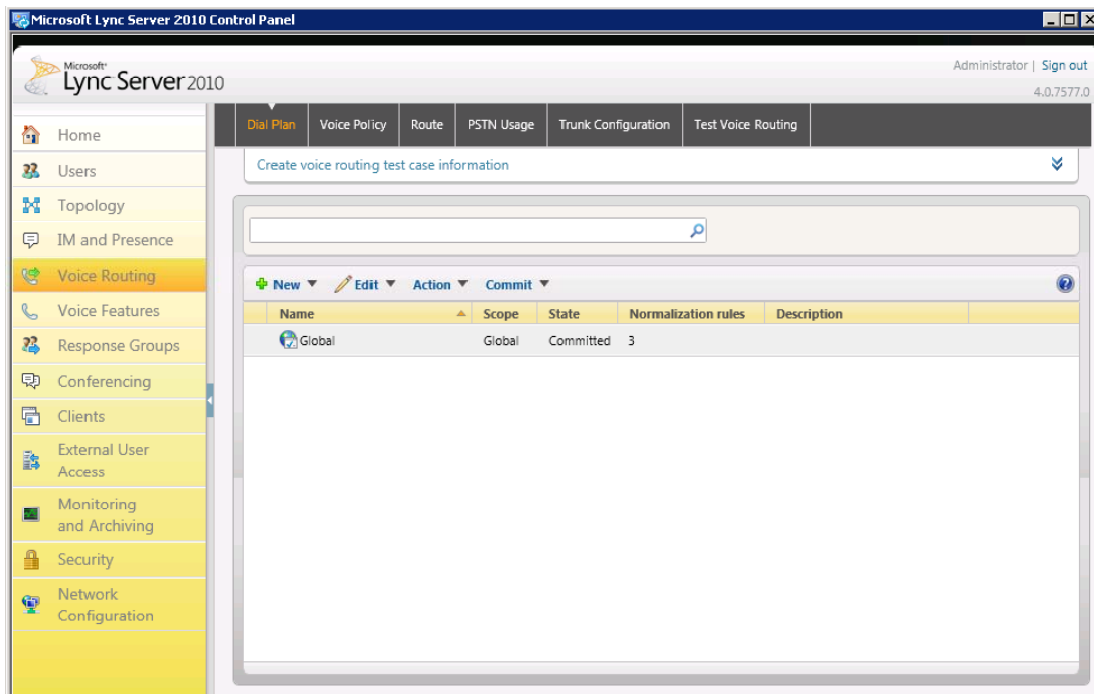 Microsoft Lync Server 2010 Control Panel
Microsoft®
Lync Server 2010
Administrator | Sign out
4.0.7577.0
Home
Users
Topology
IM and Presence
Voice Routing
Voice Features
Response Groups
Conferencing
Clients
External User
Access
Monitoring
and Archiving
Security
Network
Configuration
Dial Plan Voice Policy Route PSTN Usage Trunk Configuration Test Voice Routing
Create voice routing test case information
New Edit Action Commit
Name Scope State Normalization rules Description
Global Global Committed 3